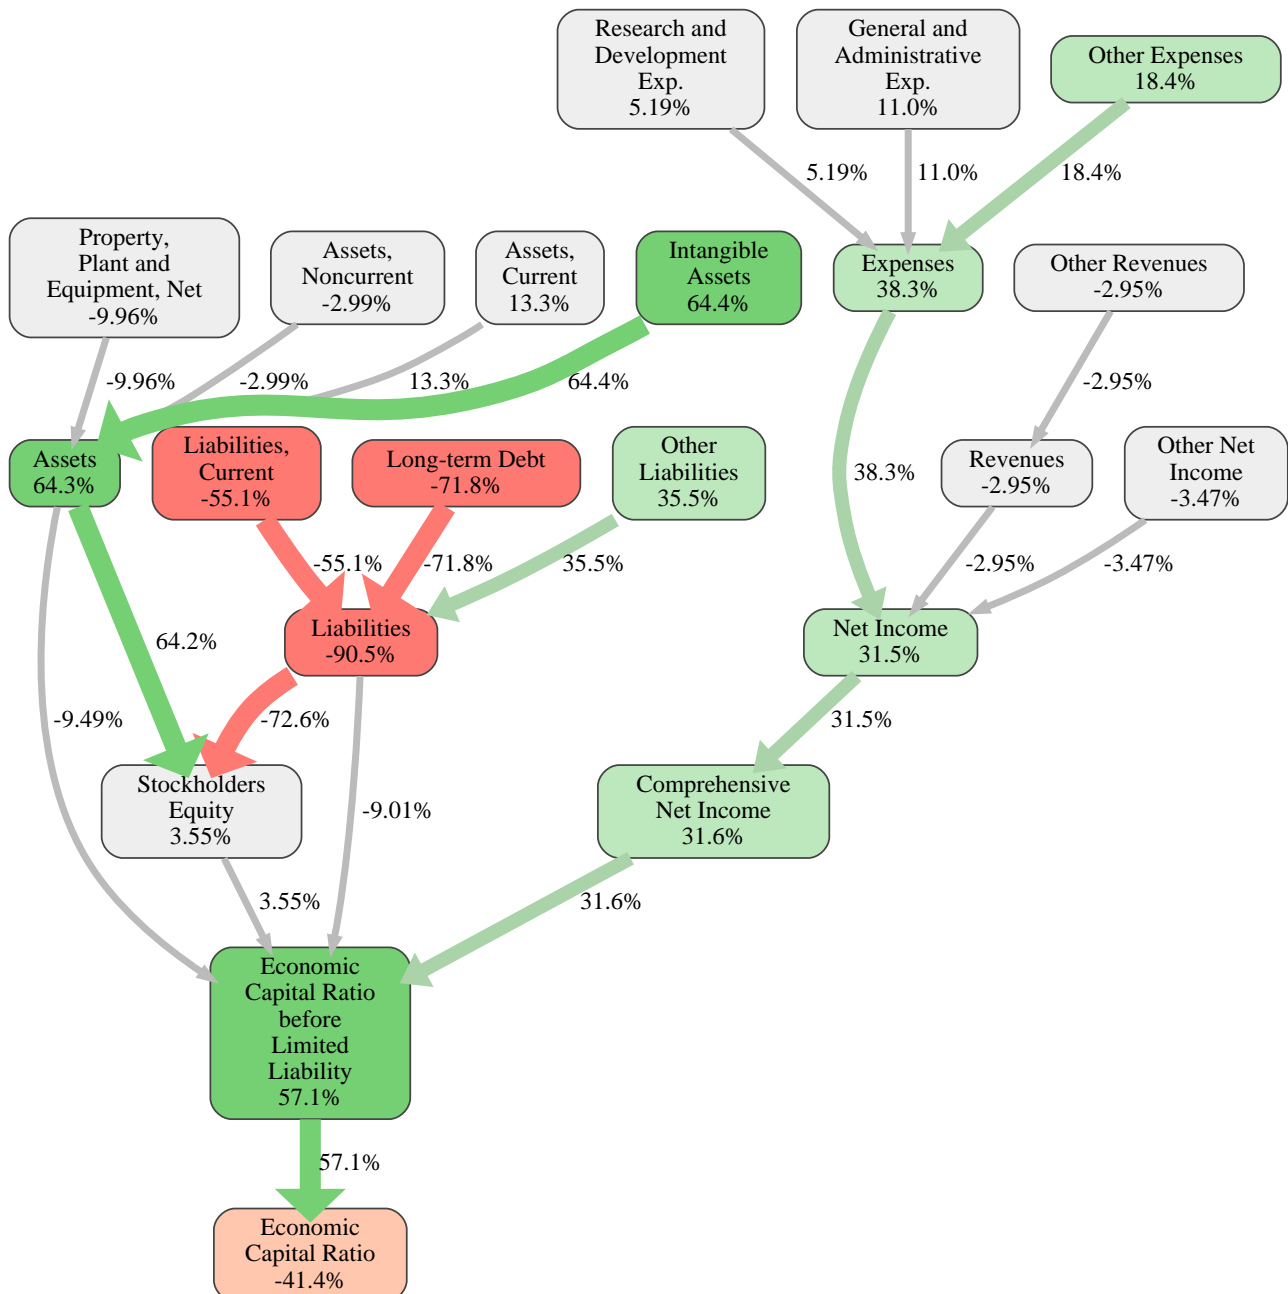 Research and
Development
Exp.
5.19%
General and
Administrative
Exp.
11.0%
Other Expenses
18.4%
5.19%
11.0%
18.4%
Property,
Plant and
Equipment, Net
-9.96%
Assets,
Noncurrent
-2.99%
Assets,
Current
13.3%
Intangible
Assets
64.4%
Expenses
38.3%
Other Revenues
-2.95%
-9.96%
-2.99%
13.3%
64.4%
-2.95%
Assets
64.3%
Liabilities,
Current
-55.1%
Long-term Debt
-71.8%
Other
Liabilities
35.5%
38.3%
Revenues
-2.95%
Other Net
Income
-3.47%
-55.1%
-71.8%
35.5%
-2.95%
-3.47%
64.2%
Liabilities
-90.5%
Net Income
31.5%
-9.49%
-72.6%
31.5%
Stockholders
Equity
3.55%
-9.01%
Comprehensive
Net Income
31.6%
3.55%
31.6%
Economic
Capital Ratio
before
Limited
Liability
57.1%
57.1%
Economic
Capital Ratio
-41.4%